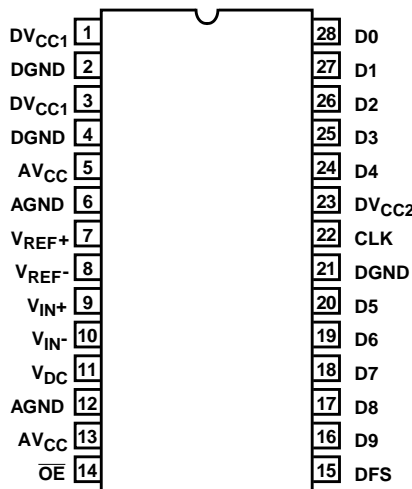 DVCC1 1 28 D0
DGND 2 27 D1
DVCC1 3 26 D2
DGND 4 25 D3
AVCC 5 24 D4
AGND 6 23 DVCC2
VREF+ 7 22 CLK
VREF- 8 21 DGND
VIN+ 9 20 D5
VIN- 10 19 D6
VDC 11 18 D7
AGND 12 17 D8
AVCC 13 16 D9
O̅E̅ 14 15 DFS